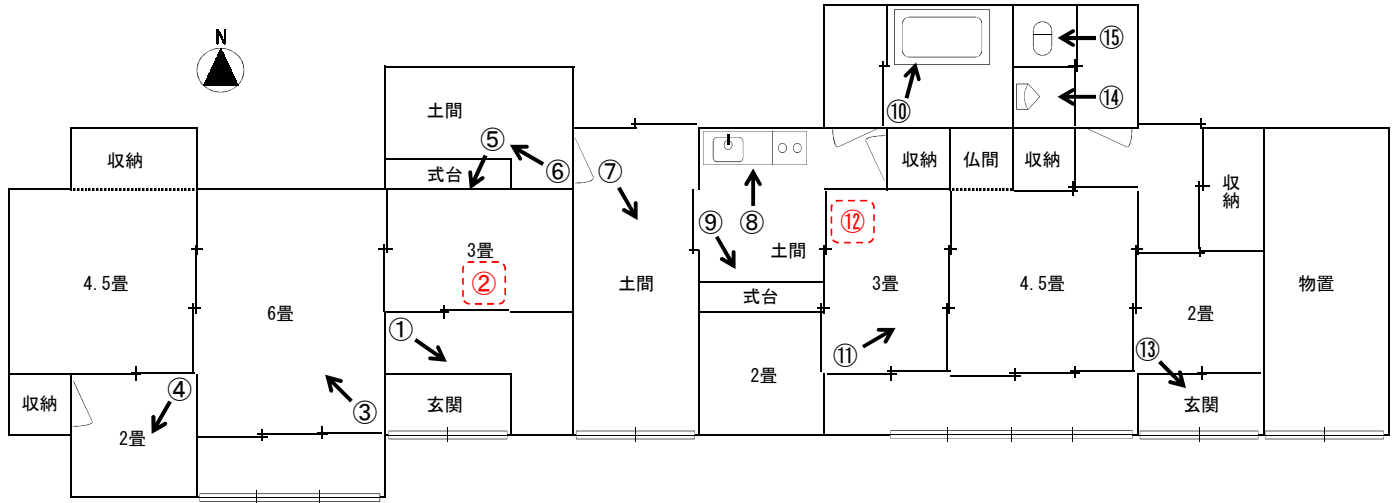 N
⑮
⑭
⑩
土間
⑤
⑥
⑦
式台
収納
⑧
⑨
収納
仏間
収納
収納
⑫
3畳
②
4.5畳
6畳
土間
土間
式台
3畳
4.5畳
2畳
物置
①
⑪
⑬
2畳
収納
④
③
玄関
玄関
2畳